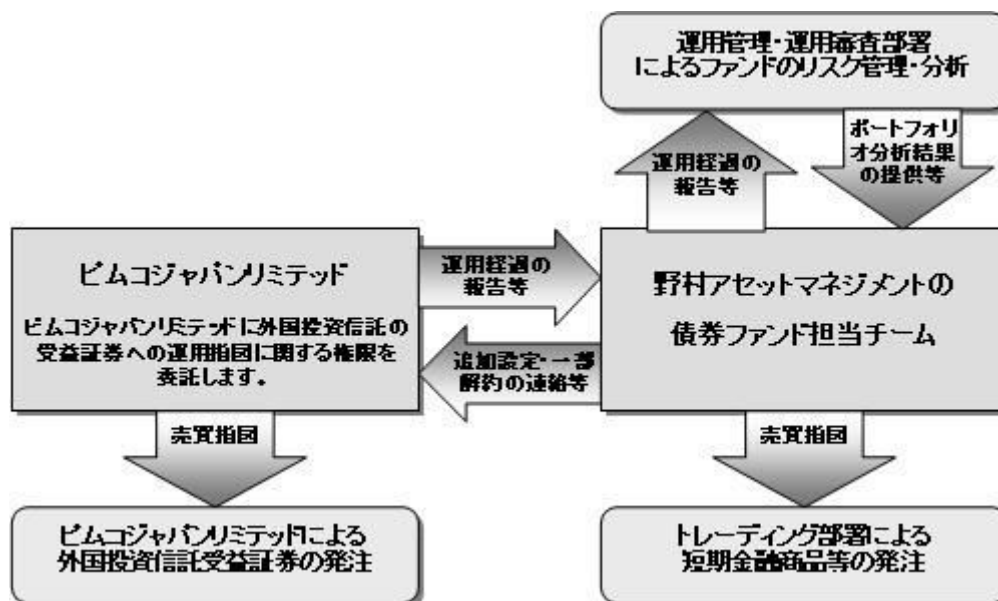 運用管理・運用審査部署
によるファンドのリスク管理・分析
運用経過の
報告等
ポートフォリ
オ分析結果
の提供等
ピムコジャパンリミテッド
ピムコジャパンリミテッドに外国投資信託の
受益証券への運用指図に関する権限を
委託します。
運用経過の
報告等
追加設定・一部
解約の連絡等
野村アセットマネジメントの
債券ファンド担当チーム
売買指図
売買指図
ピムコジャパンリミテッドによる
外国投資信託受益証券の発注
トレーディング部署による
短期金融商品等の発注